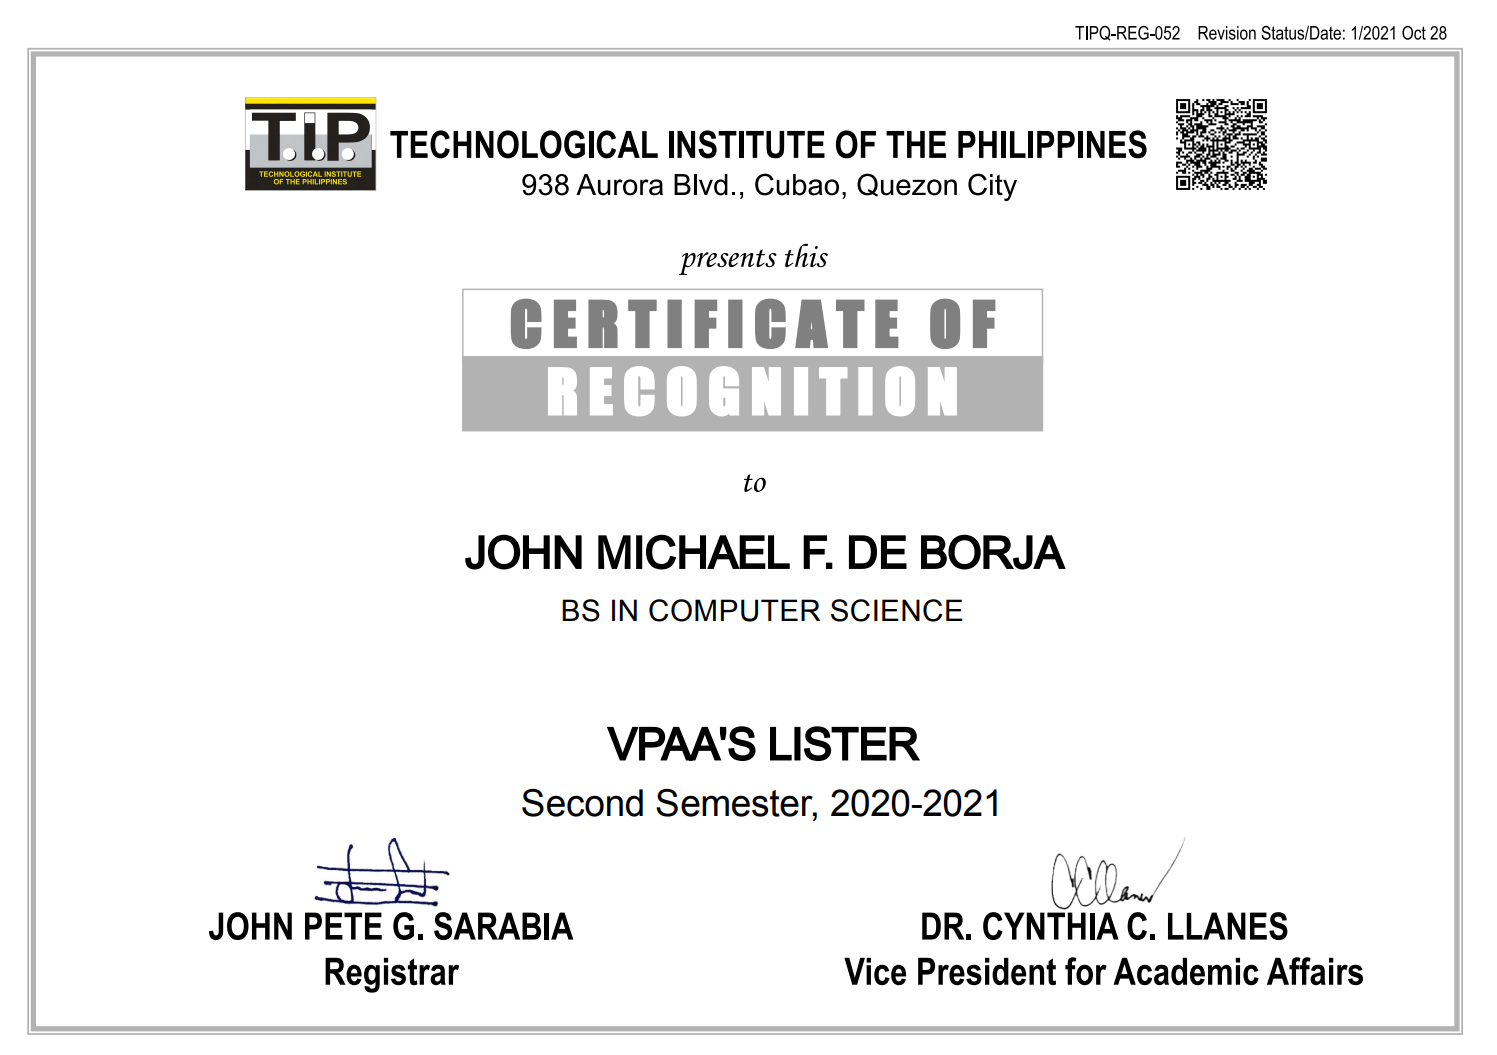 TIPQ-REG-052 Revision Status/Date: 1/2021 Oct 28
T.I.P.
TECHNOLOGICAL INSTITUTE
OF THE PHILIPPINES
TECHNOLOGICAL INSTITUTE OF THE PHILIPPINES
938 Aurora Blvd., Cubao, Quezon City
presents this
CERTIFICATE OF
RECOGNITION
to
JOHN MICHAEL F. DE BORJA
BS IN COMPUTER SCIENCE
VPAA'S LISTER
Second Semester, 2020-2021
JOHN PETE G. SARABIA
Registrar
DR. CYNTHIA C. LLANES
Vice President for Academic Affairs